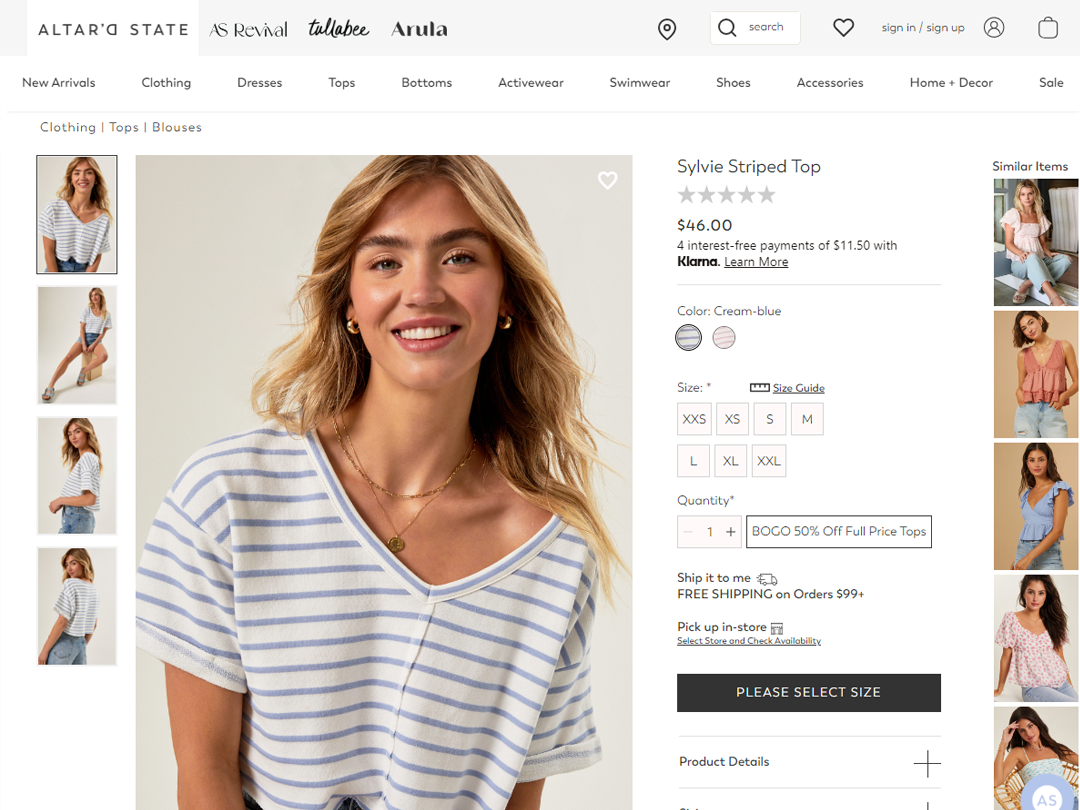 ALTAR'D STATE
AS Revival
tullabee
Arula
search
sign in / sign up
New Arrivals
Clothing
Dresses
Tops
Bottoms
Activewear
Swimwear
Shoes
Accessories
Home + Decor
Sale
Clothing | Tops | Blouses
Sylvie Striped Top
$46.00
4 interest-free payments of $11.50 with
Klarna. Learn More
Color: Cream-blue
Size: *
Size Guide
XXS
XS
S
M
L
XL
XXL
Quantity*
− 1 +
BOGO 50% Off Full Price Tops
Ship it to me
FREE SHIPPING on Orders $99+
Pick up in-store
Select Store and Check Availability
PLEASE SELECT SIZE
Product Details
Similar Items
AS